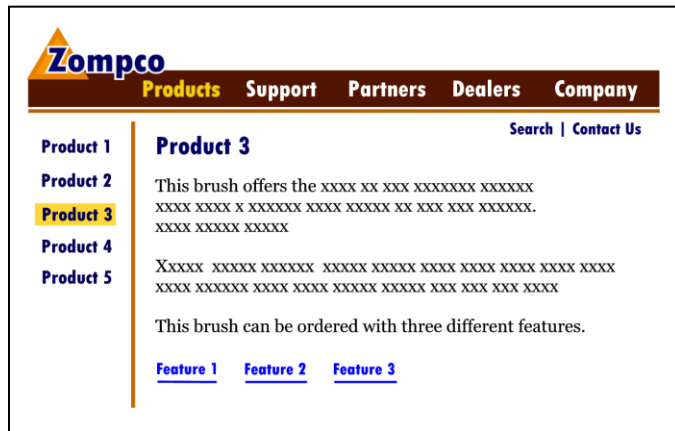 Zompco
Products Support Partners Dealers Company
Search | Contact Us
Product 1
Product 2
Product 3
Product 4
Product 5
Product 3
This brush offers the xxxx xx xxx xxxxxxx xxxxxx
xxxx xxxx x xxxxxx xxxx xxxxx xx xxx xxx xxxxxx.
xxxx xxxxx xxxxx
Xxxxx xxxxx xxxxxx xxxxx xxxxx xxxx xxxx xxxx xxxx xxxx
xxxx xxxxxx xxxx xxxx xxxxx xxxxx xxx xxx xxx xxxx
This brush can be ordered with three different features.
Feature 1 Feature 2 Feature 3